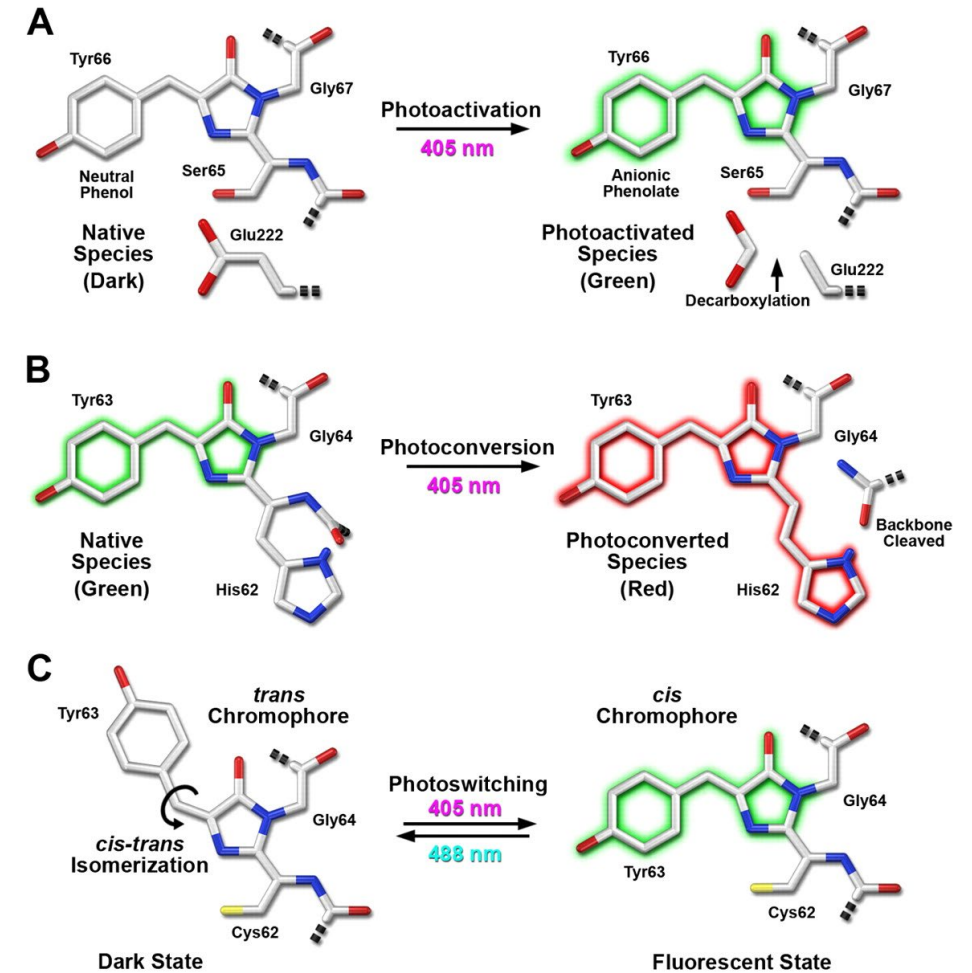 A
Tyr66
Gly67
Ser65
Neutral
Phenol
Native
Species
(Dark)
Glu222
Photoactivation
405 nm
Tyr66
Gly67
Ser65
Anionic
Phenolate
Photoactivated
Species
(Green)
Glu222
Decarboxylation
B
Tyr63
Gly64
Native
Species
(Green)
His62
Photoconversion
405 nm
Tyr63
Gly64
Backbone
Cleaved
Photoconverted
Species
(Red)
His62
C
Tyr63
trans
Chromophore
Gly64
cis-trans
Isomerization
Cys62
Dark State
Photoswitching
405 nm
488 nm
cis
Chromophore
Gly64
Tyr63
Cys62
Fluorescent State